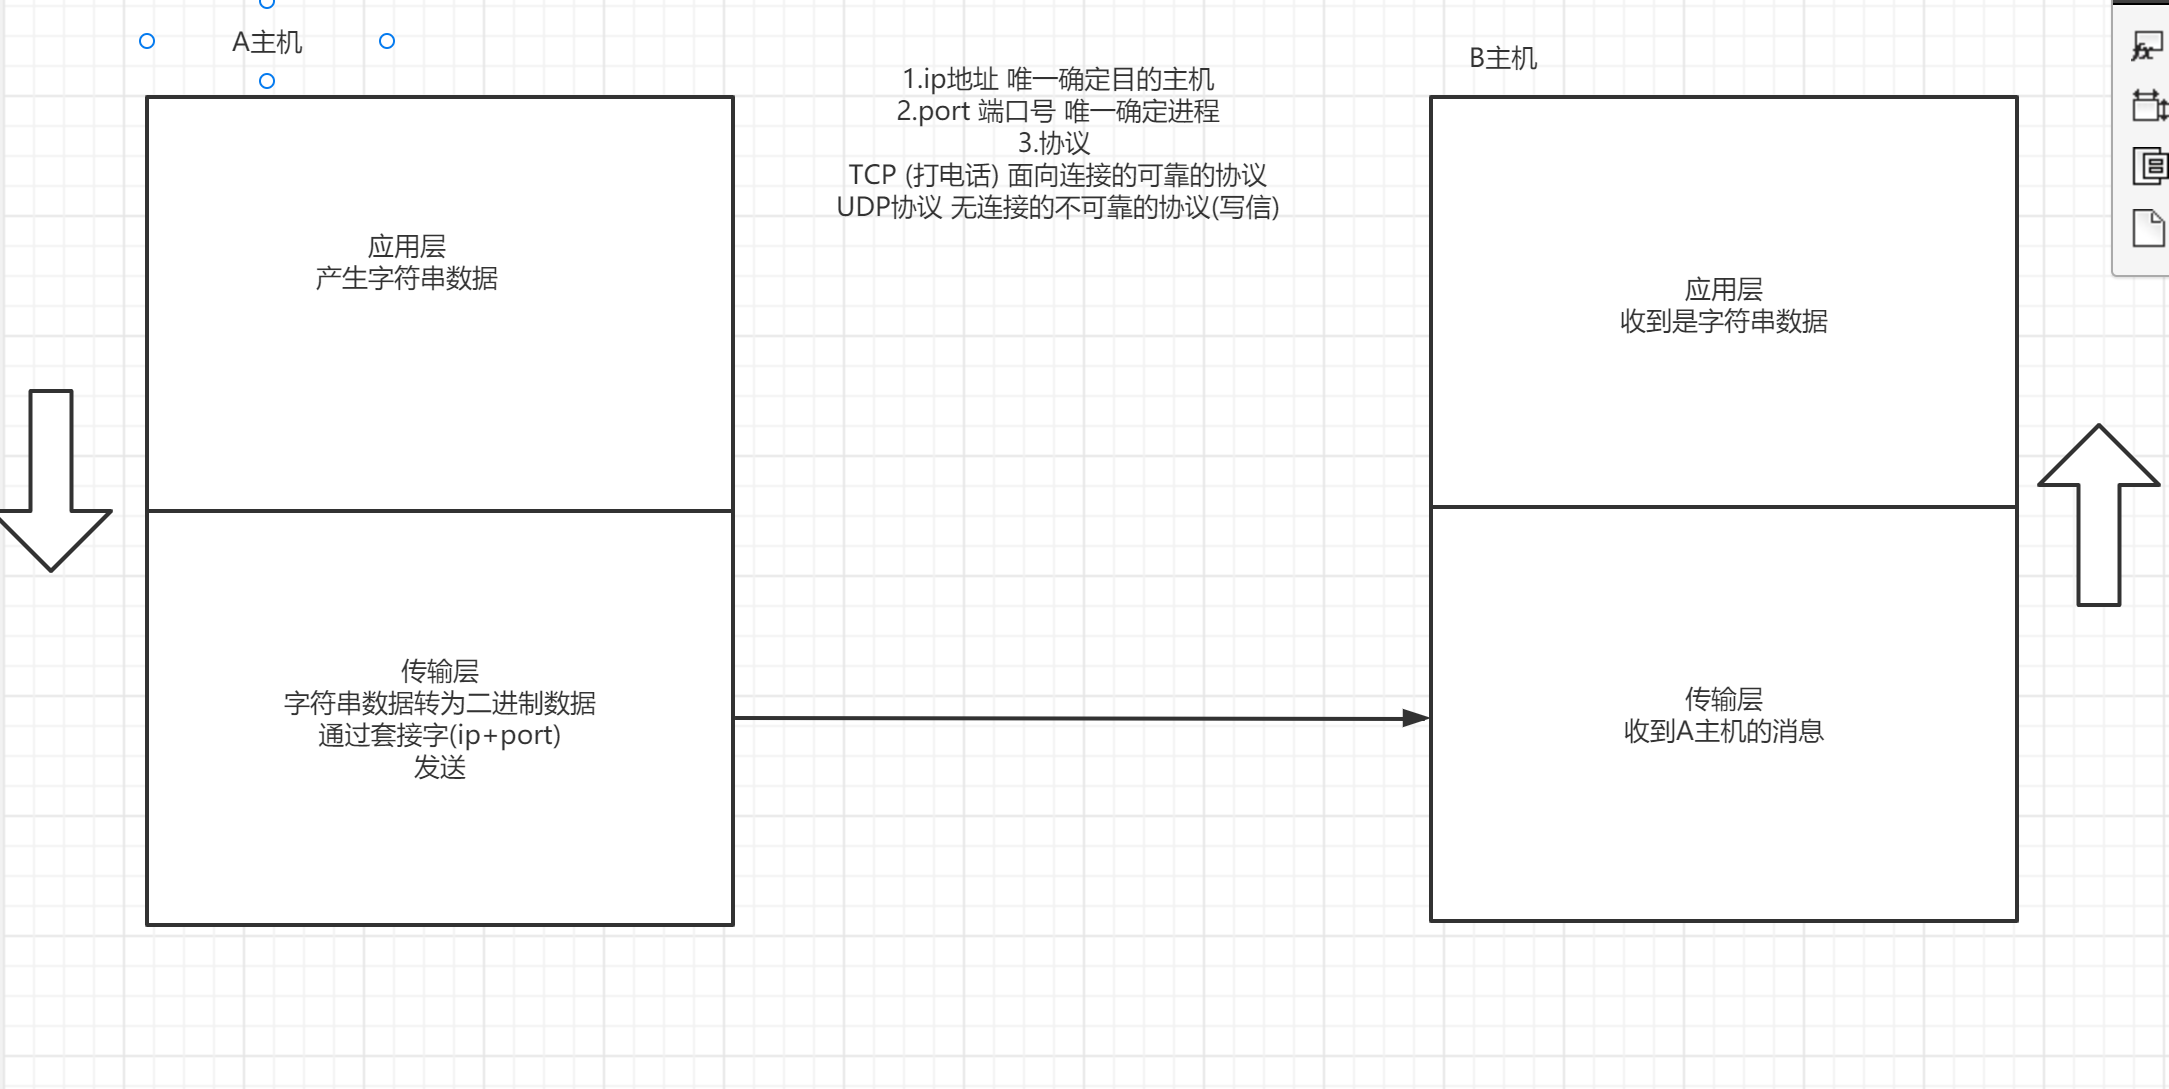 A主机
1.ip地址 唯一确定目的主机
2.port 端口号 唯一确定进程
3.协议
TCP (打电话) 面向连接的可靠的协议
UDP协议 无连接的不可靠的协议(写信)
B主机
应用层
产生字符串数据
应用层
收到是字符串数据
传输层
字符串数据转为二进制数据
通过套接字(ip+port)
发送
传输层
收到A主机的消息